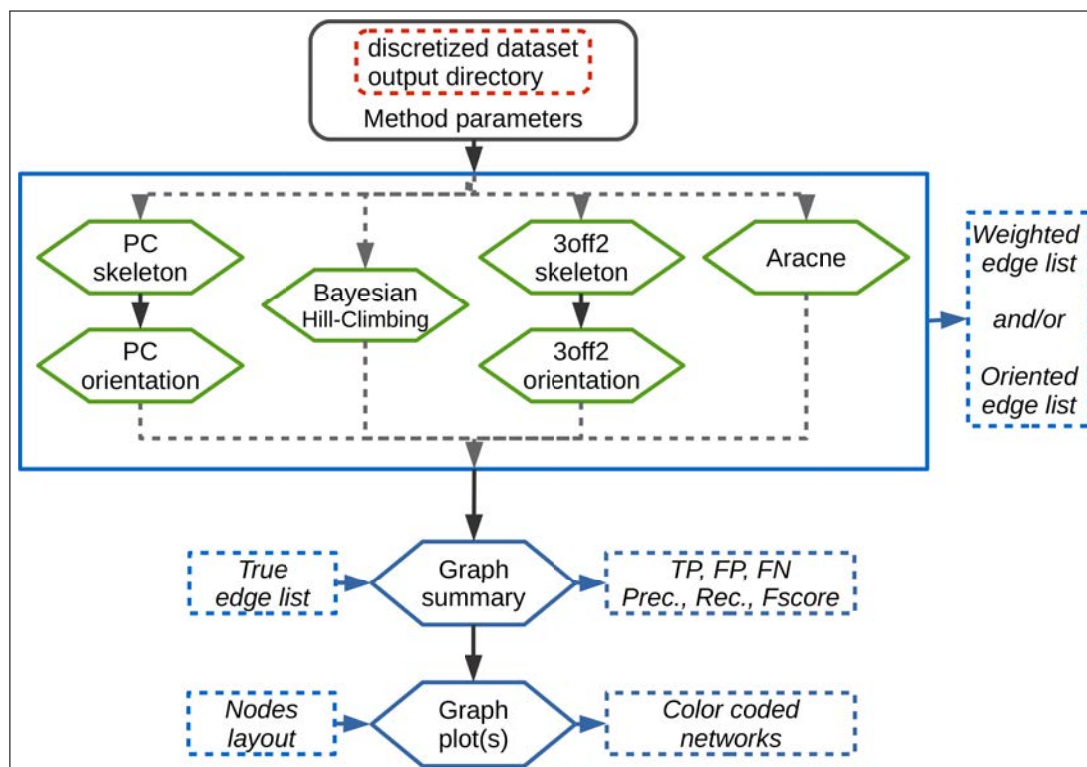 discretized dataset
output directory
Method parameters
PC
skeleton
Bayesian
Hill-Climbing
3off2
skeleton
Aracne
PC
orientation
3off2
orientation
Weighted
edge list
and/or
Oriented
edge list
True
edge list
Graph
summary
TP, FP, FN
Prec., Rec., Fscore
Nodes
layout
Graph
plot(s)
Color coded
networks